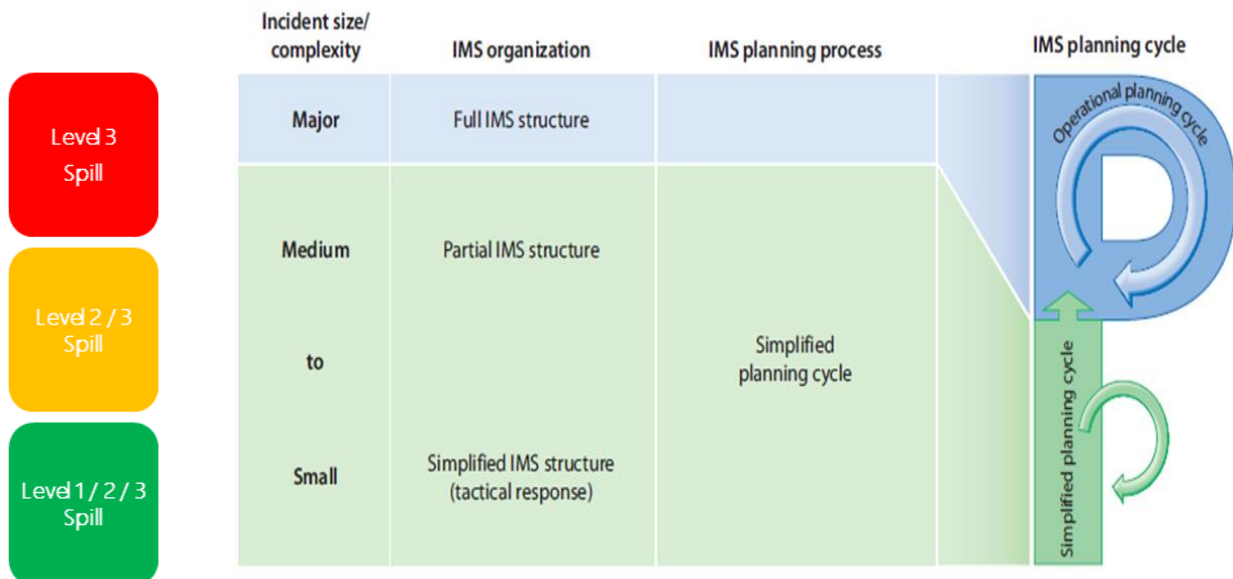 Incident size/
complexity
IMS organization
IMS planning process
IMS planning cycle
Level 3
Spill
Major
Full IMS structure
Operational planning cycle
Level 2 / 3
Spill
Medium
Partial IMS structure
to
Simplified
planning cycle
Simplified planning cycle
Level 1 / 2 / 3
Spill
Small
Simplified IMS structure
(tactical response)